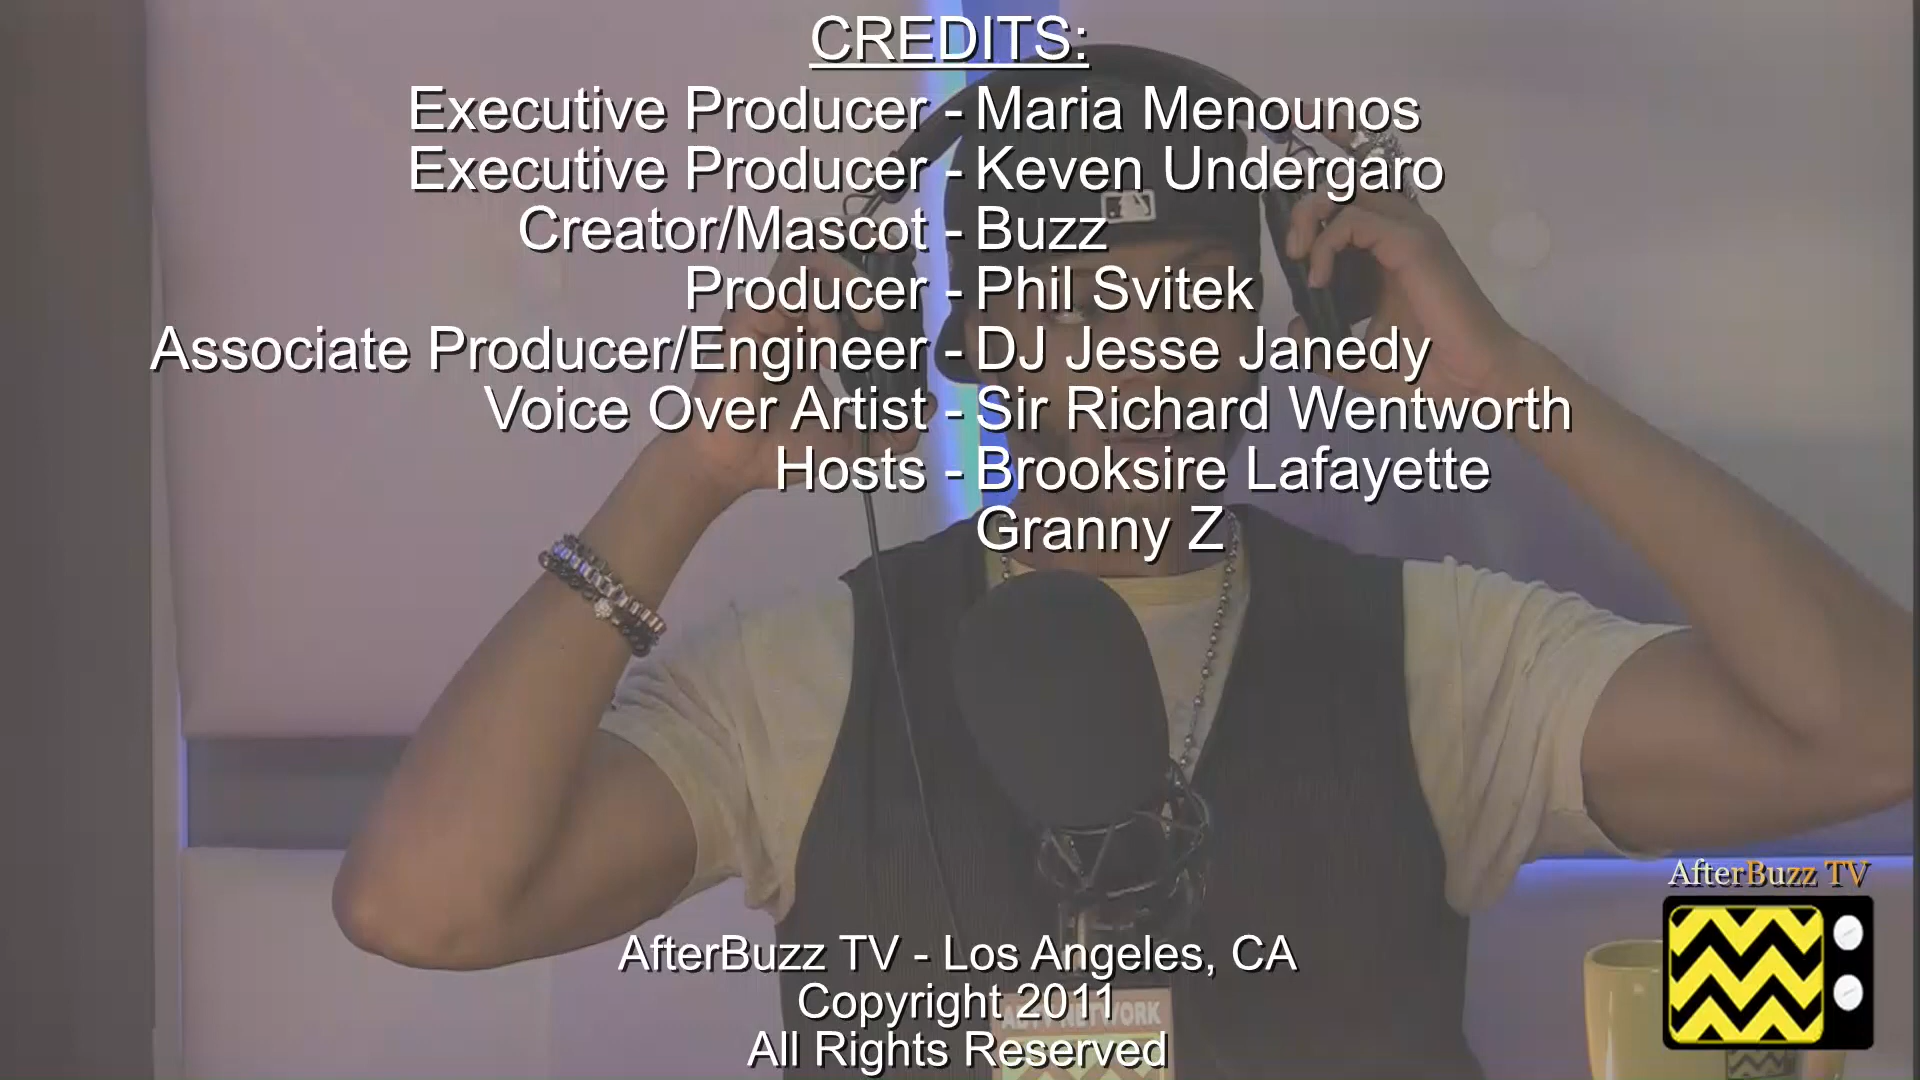 CREDITS:
Executive Producer - Maria Menounos
Executive Producer - Keven Undergaro
Creator/Mascot - Buzz
Producer - Phil Svitek
Associate Producer/Engineer - DJ Jesse Janedy
Voice Over Artist - Sir Richard Wentworth
Hosts - Brooksire Lafayette
Granny Z
AfterBuzz TV
AfterBuzz TV - Los Angeles, CA
Copyright 2011
ABTV NETWORK
All Rights Reserved